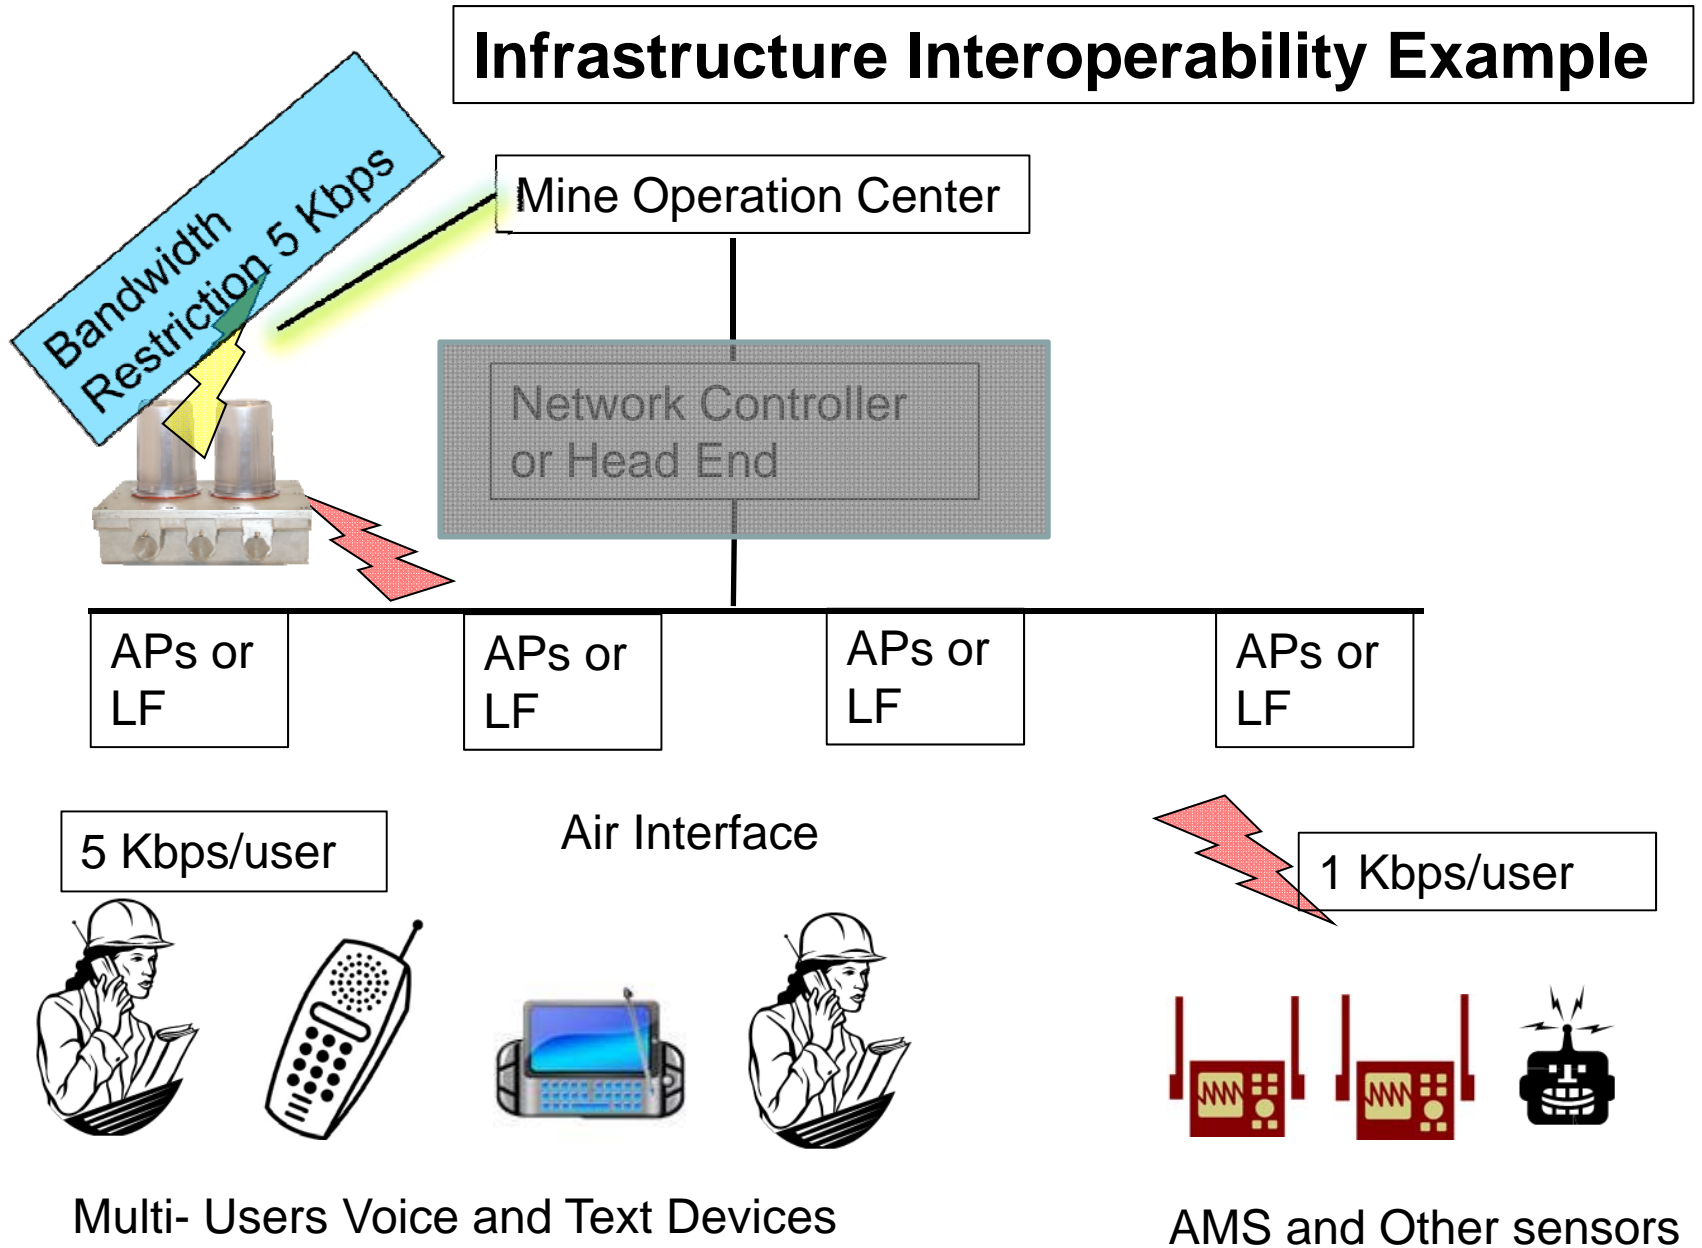 Infrastructure Interoperability Example
Bandwidth
Restriction 5 Kbps
Mine Operation Center
Network Controller
or Head End
APs or
LF
APs or
LF
APs or
LF
APs or
LF
5 Kbps/user
Air Interface
1 Kbps/user
Multi- Users Voice and Text Devices
AMS and Other sensors